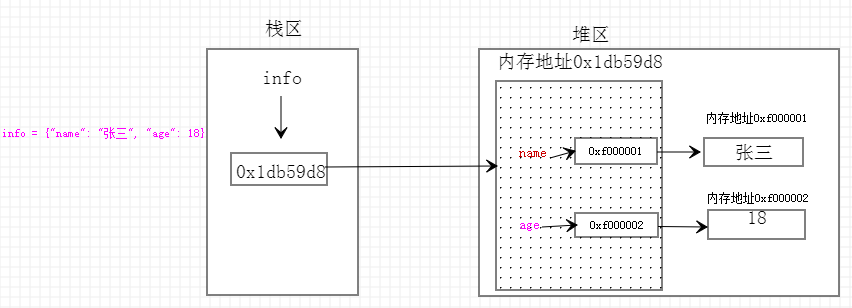 info = {"name": "张三", "age": 18}
栈区
info
0x1db59d8
堆区
内存地址0x1db59d8
name
0xf000001
内存地址0xf000001
张三
age
0xf000002
内存地址0xf000002
18